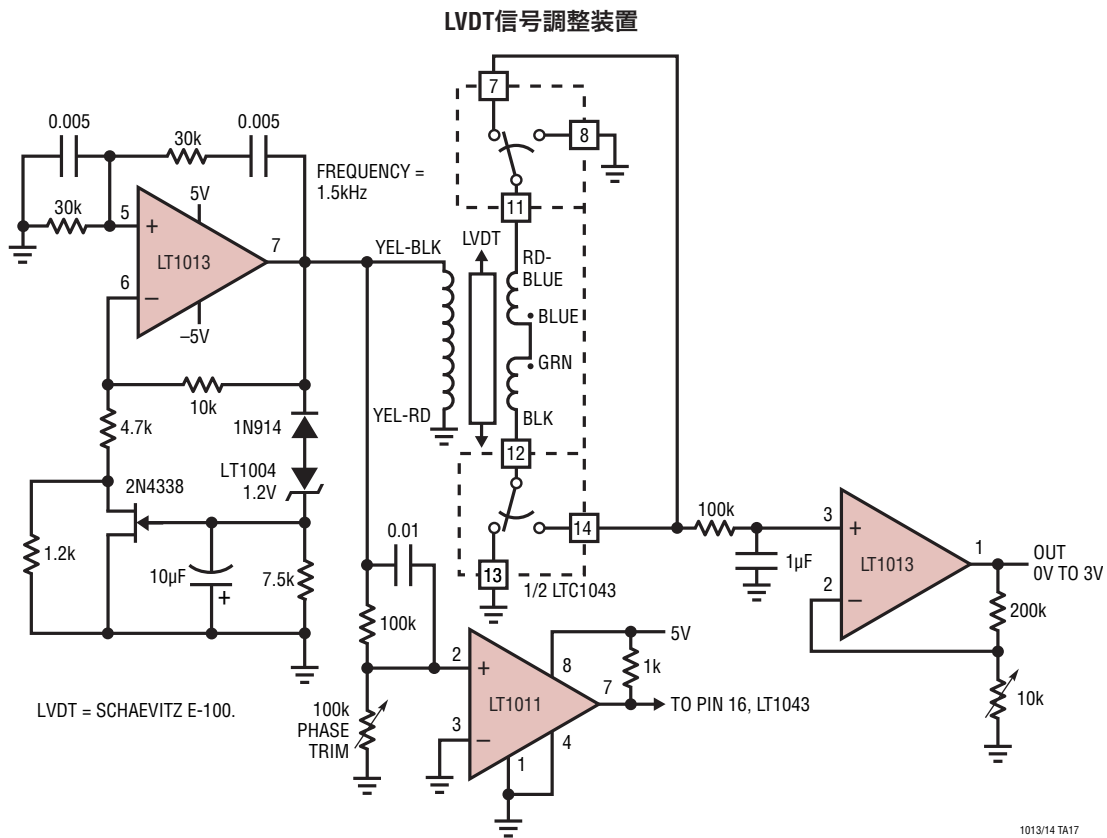 LVDT信号調整装置
0.005
30k
0.005
FREQUENCY =
1.5kHz
30k
5
5V
+
LT1013
7
6
–
–5V
10k
4.7k
1N914
LT1004
1.2V
2N4338
1.2k
10µF
+
7.5k
YEL-BLK
YEL-RD
LVDT
7
8
11
RD-
BLUE
BLUE
GRN
BLK
12
14
13
1/2 LTC1043
0.01
100k
100k
PHASE
TRIM
2
+
3
–
LT1011
8
5V
1k
7
TO PIN 16, LT1043
4
1
100k
1µF
3
+
2
–
LT1013
1
OUT
0V TO 3V
200k
10k
LVDT = SCHAEVITZ E-100.
1013/14 TA17